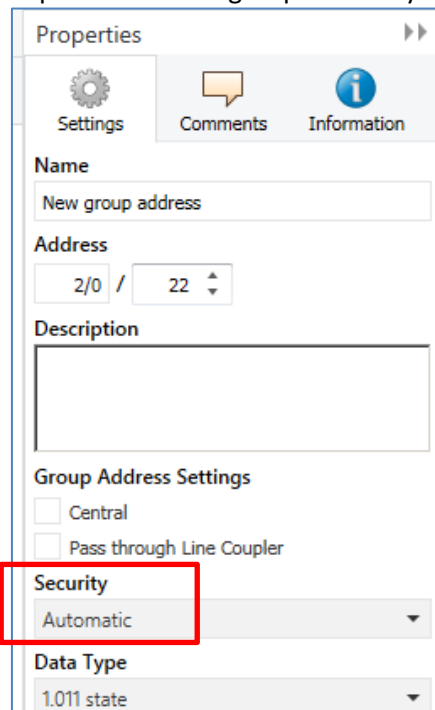 Properties
Settings Comments Information
Name
New group address
Address
2/0 / 22
Description
Group Address Settings
Central
Pass through Line Coupler
Security
Automatic
Data Type
1.011 state